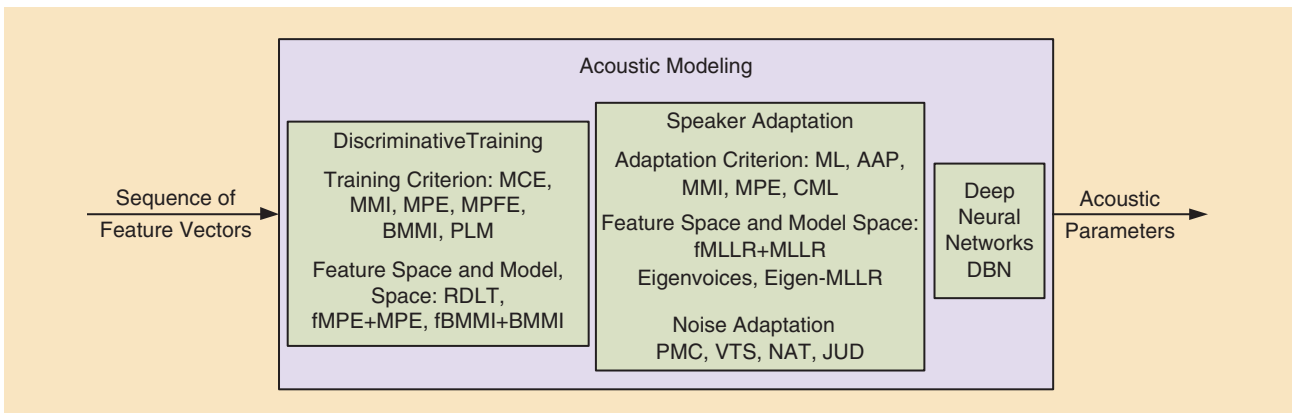 Acoustic Modeling
Sequence of
Feature Vectors
DiscriminativeTraining
Training Criterion: MCE,
MMI, MPE, MPFE,
BMMI, PLM
Feature Space and Model,
Space: RDLT,
fMPE+MPE, fBMMI+BMMI
Speaker Adaptation
Adaptation Criterion: ML, AAP,
MMI, MPE, CML
Feature Space and Model Space:
fMLLR+MLLR
Eigenvoices, Eigen-MLLR
Noise Adaptation
PMC, VTS, NAT, JUD
Deep
Neural
Networks
DBN
Acoustic
Parameters